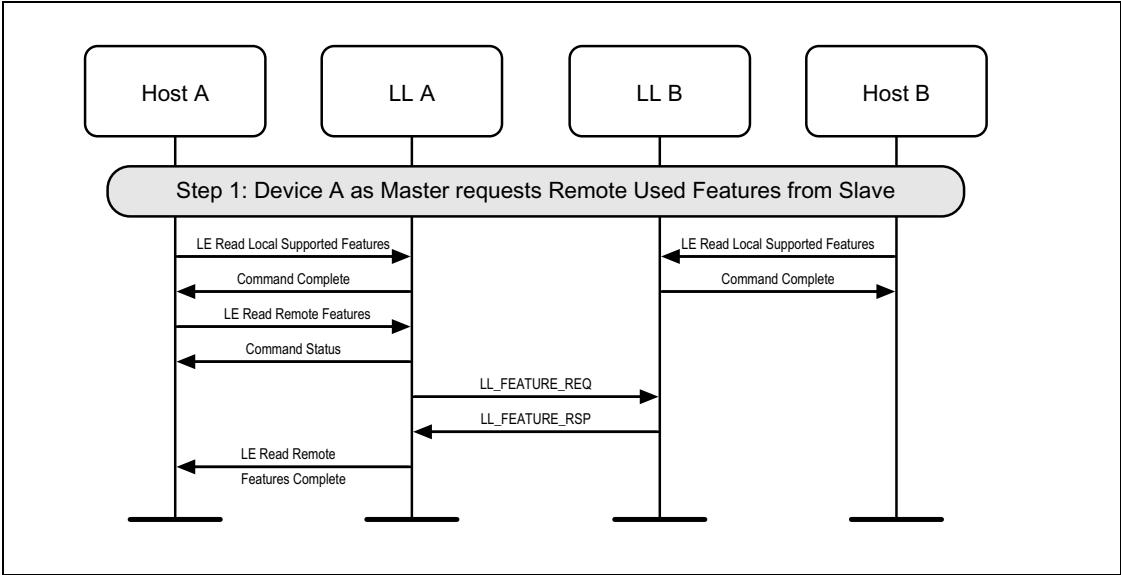 Host A
LL A
LL B
Host B
Step 1: Device A as Master requests Remote Used Features from Slave
LE Read Local Supported Features
LE Read Local Supported Features
Command Complete
Command Complete
LE Read Remote Features
Command Status
LL_FEATURE_REQ
LL_FEATURE_RSP
LE Read Remote
Features Complete